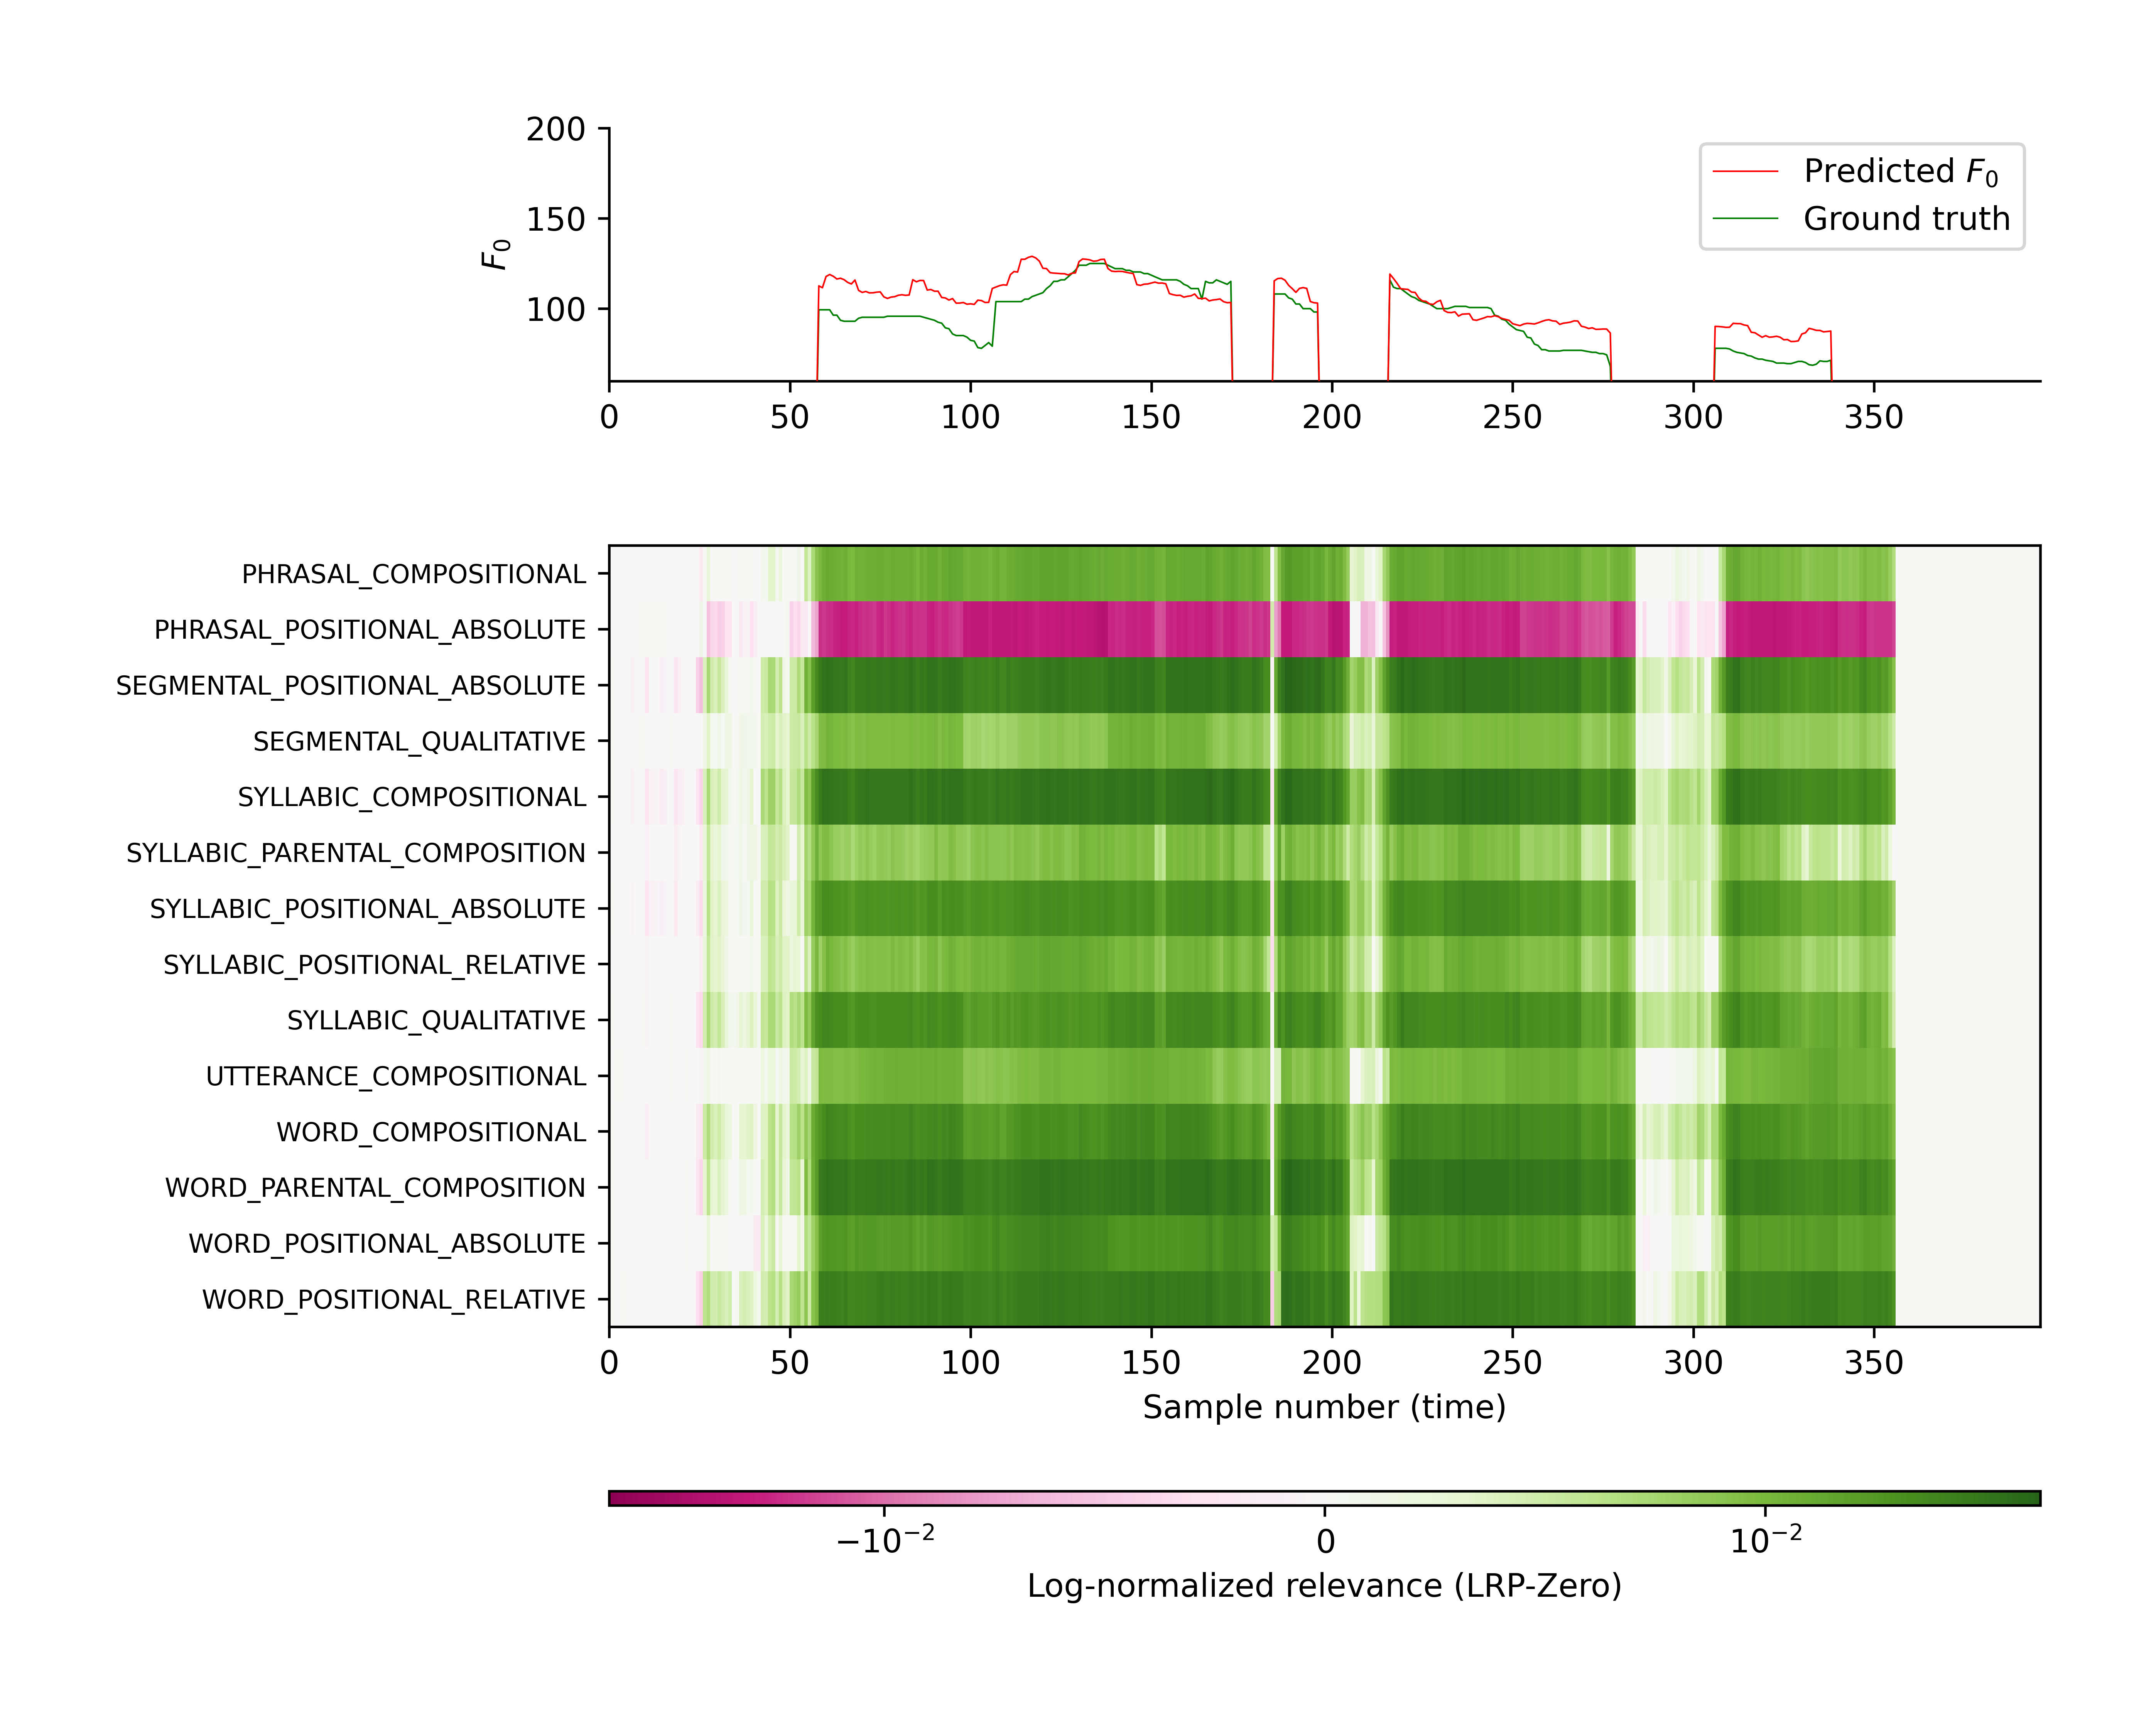 200
150
100
F₀
Predicted F₀
Ground truth
0 50 100 150 200 250 300 350
PHRASAL_COMPOSITIONAL
PHRASAL_POSITIONAL_ABSOLUTE
SEGMENTAL_POSITIONAL_ABSOLUTE
SEGMENTAL_QUALITATIVE
SYLLABIC_COMPOSITIONAL
SYLLABIC_PARENTAL_COMPOSITION
SYLLABIC_POSITIONAL_ABSOLUTE
SYLLABIC_POSITIONAL_RELATIVE
SYLLABIC_QUALITATIVE
UTTERANCE_COMPOSITIONAL
WORD_COMPOSITIONAL
WORD_PARENTAL_COMPOSITION
WORD_POSITIONAL_ABSOLUTE
WORD_POSITIONAL_RELATIVE
0 50 100 150 200 250 300 350
Sample number (time)
−10⁻² 0 10⁻²
Log-normalized relevance (LRP-Zero)